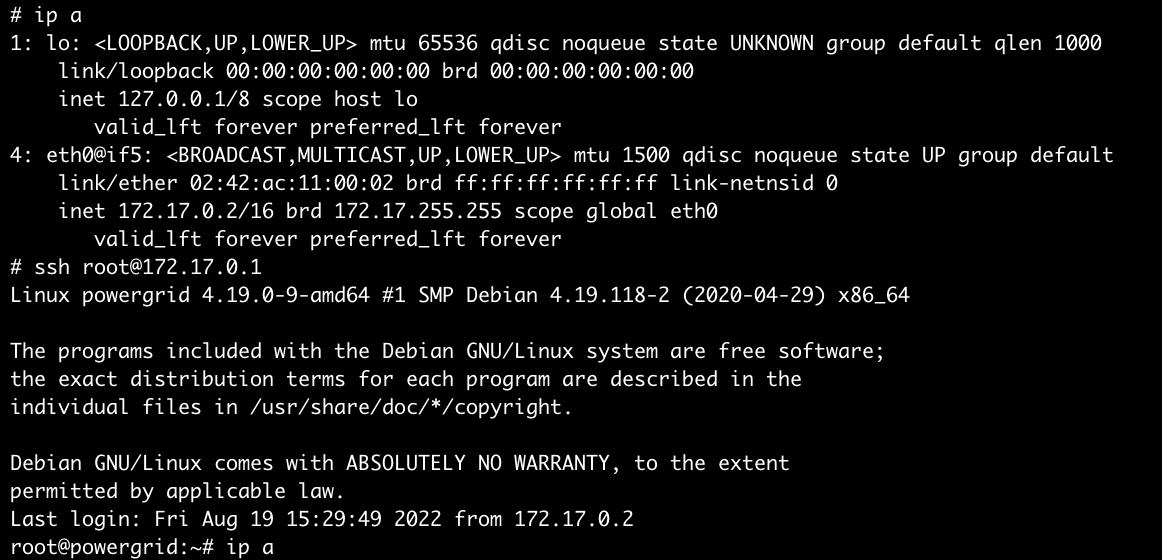 # ip a
1: lo: <LOOPBACK,UP,LOWER_UP> mtu 65536 qdisc noqueue state UNKNOWN group default qlen 1000
    link/loopback 00:00:00:00:00:00 brd 00:00:00:00:00:00
    inet 127.0.0.1/8 scope host lo
       valid_lft forever preferred_lft forever
4: eth0@if5: <BROADCAST,MULTICAST,UP,LOWER_UP> mtu 1500 qdisc noqueue state UP group default
    link/ether 02:42:ac:11:00:02 brd ff:ff:ff:ff:ff:ff link-netnsid 0
    inet 172.17.0.2/16 brd 172.17.255.255 scope global eth0
       valid_lft forever preferred_lft forever
# ssh root@172.17.0.1
Linux powergrid 4.19.0-9-amd64 #1 SMP Debian 4.19.118-2 (2020-04-29) x86_64

The programs included with the Debian GNU/Linux system are free software;
the exact distribution terms for each program are described in the
individual files in /usr/share/doc/*/copyright.

Debian GNU/Linux comes with ABSOLUTELY NO WARRANTY, to the extent
permitted by applicable law.
Last login: Fri Aug 19 15:29:49 2022 from 172.17.0.2
root@powergrid:~# ip a